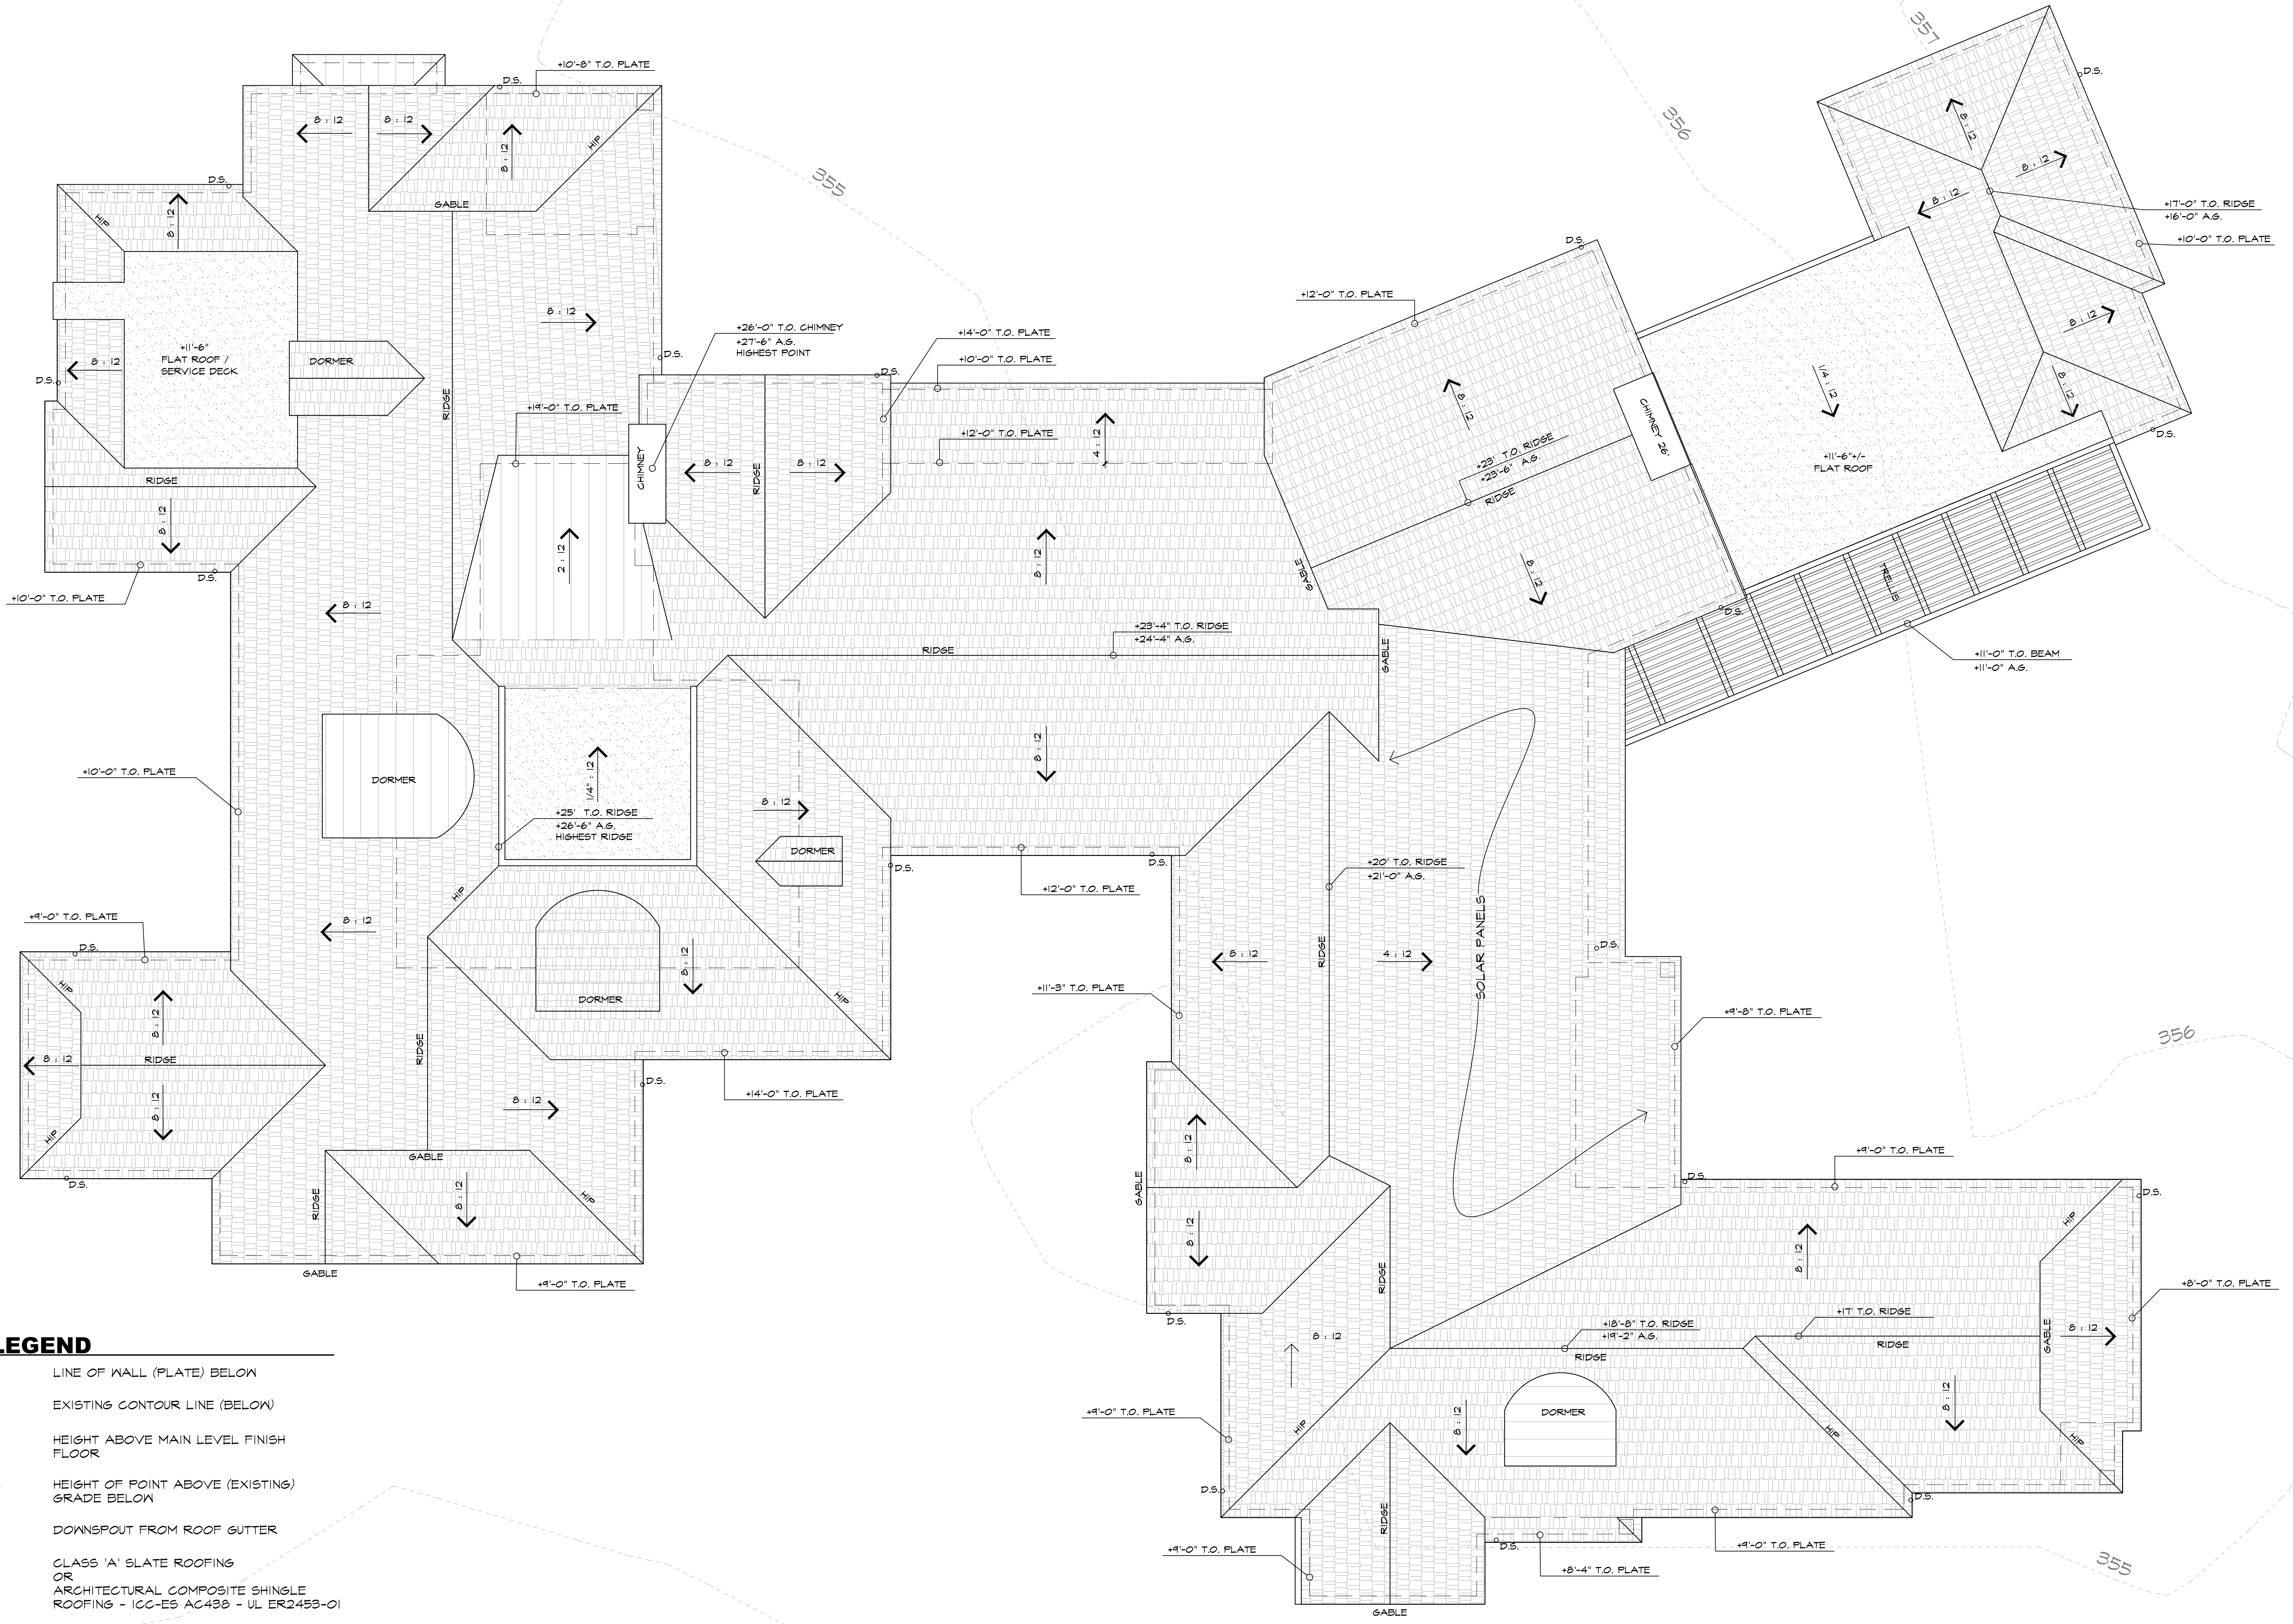 357
+10'-8" T.O. PLATE
D.S.
D.S.
356
8 : 12
8 : 12
8 : 12
8 : 12
HIP
8 : 12
355
D.S.
8 : 12
+17'-0" T.O. RIDGE
+16'-0" A.G.
+10'-0" T.O. PLATE
GABLE
HIP
8 : 12
D.S.
+12'-0" T.O. PLATE
8 : 12
8 : 12
8 : 12
+26'-0" T.O. CHIMNEY
+27'-6" A.G.
HIGHEST POINT
+14'-0" T.O. PLATE
+10'-0" T.O. PLATE
D.S.
+11'-6"
FLAT ROOF /
SERVICE DECK
DORMER
8 : 12
D.S.
D.S.
1/4 : 12
8 : 12
RIDGE
+19'-0" T.O. PLATE
+12'-0" T.O. PLATE
4 : 12
8 : 12
CHIMNEY 26'
D.S.
+23' T.O. RIDGE
+23'-6" A.G.
RIDGE
+11'-6"+/-
FLAT ROOF
CHIMNEY
8 : 12
RIDGE
8 : 12
RIDGE
8 : 12
2 : 12
8 : 12
GABLE
8 : 12
TRELLIS
D.S.
D.S.
+10'-0" T.O. PLATE
8 : 12
+23'-4" T.O. RIDGE
+24'-4" A.G.
RIDGE
GABLE
+11'-0" T.O. BEAM
+11'-0" A.G.
8 : 12
+10'-0" T.O. PLATE
DORMER
1/4" : 12
8 : 12
+25' T.O. RIDGE
+26'-6" A.G.
HIGHEST RIDGE
DORMER
D.S.
D.S.
+20' T.O. RIDGE
+21'-0" A.G.
+12'-0" T.O. PLATE
HIP
+9'-0" T.O. PLATE
8 : 12
D.S.
8 : 12
DORMER
HIP
8 : 12
RIDGE
4 : 12
SOLAR PANELS
D.S.
+11'-3" T.O. PLATE
+9'-8" T.O. PLATE
HIP
8 : 12
RIDGE
8 : 12
RIDGE
356
8 : 12
HIP
D.S.
8 : 12
D.S.
+14'-0" T.O. PLATE
8 : 12
GABLE
HIP
8 : 12
RIDGE
GABLE
8 : 12
GABLE
+9'-0" T.O. PLATE
D.S.
D.S.
HIP
8 : 12
8 : 12
RIDGE
+9'-0" T.O. PLATE
+8'-0" T.O. PLATE
D.S.
8 : 12
+18'-8" T.O. RIDGE
+19'-2" A.G.
RIDGE
+17' T.O. RIDGE
RIDGE
GABLE
8 : 12
8 : 12
+9'-0" T.O. PLATE
HIP
8 : 12
DORMER
HIP
HIP
D.S.
D.S.
RIDGE
D.S.
+9'-0" T.O. PLATE
+9'-0" T.O. PLATE
+8'-4" T.O. PLATE
355
GABLE
LEGEND
LINE OF WALL (PLATE) BELOW
EXISTING CONTOUR LINE (BELOW)
HEIGHT ABOVE MAIN LEVEL FINISH
FLOOR
HEIGHT OF POINT ABOVE (EXISTING)
GRADE BELOW
DOWNSPOUT FROM ROOF GUTTER
CLASS 'A' SLATE ROOFING
OR
ARCHITECTURAL COMPOSITE SHINGLE
ROOFING - ICC-ES AC438 - UL ER2453-01